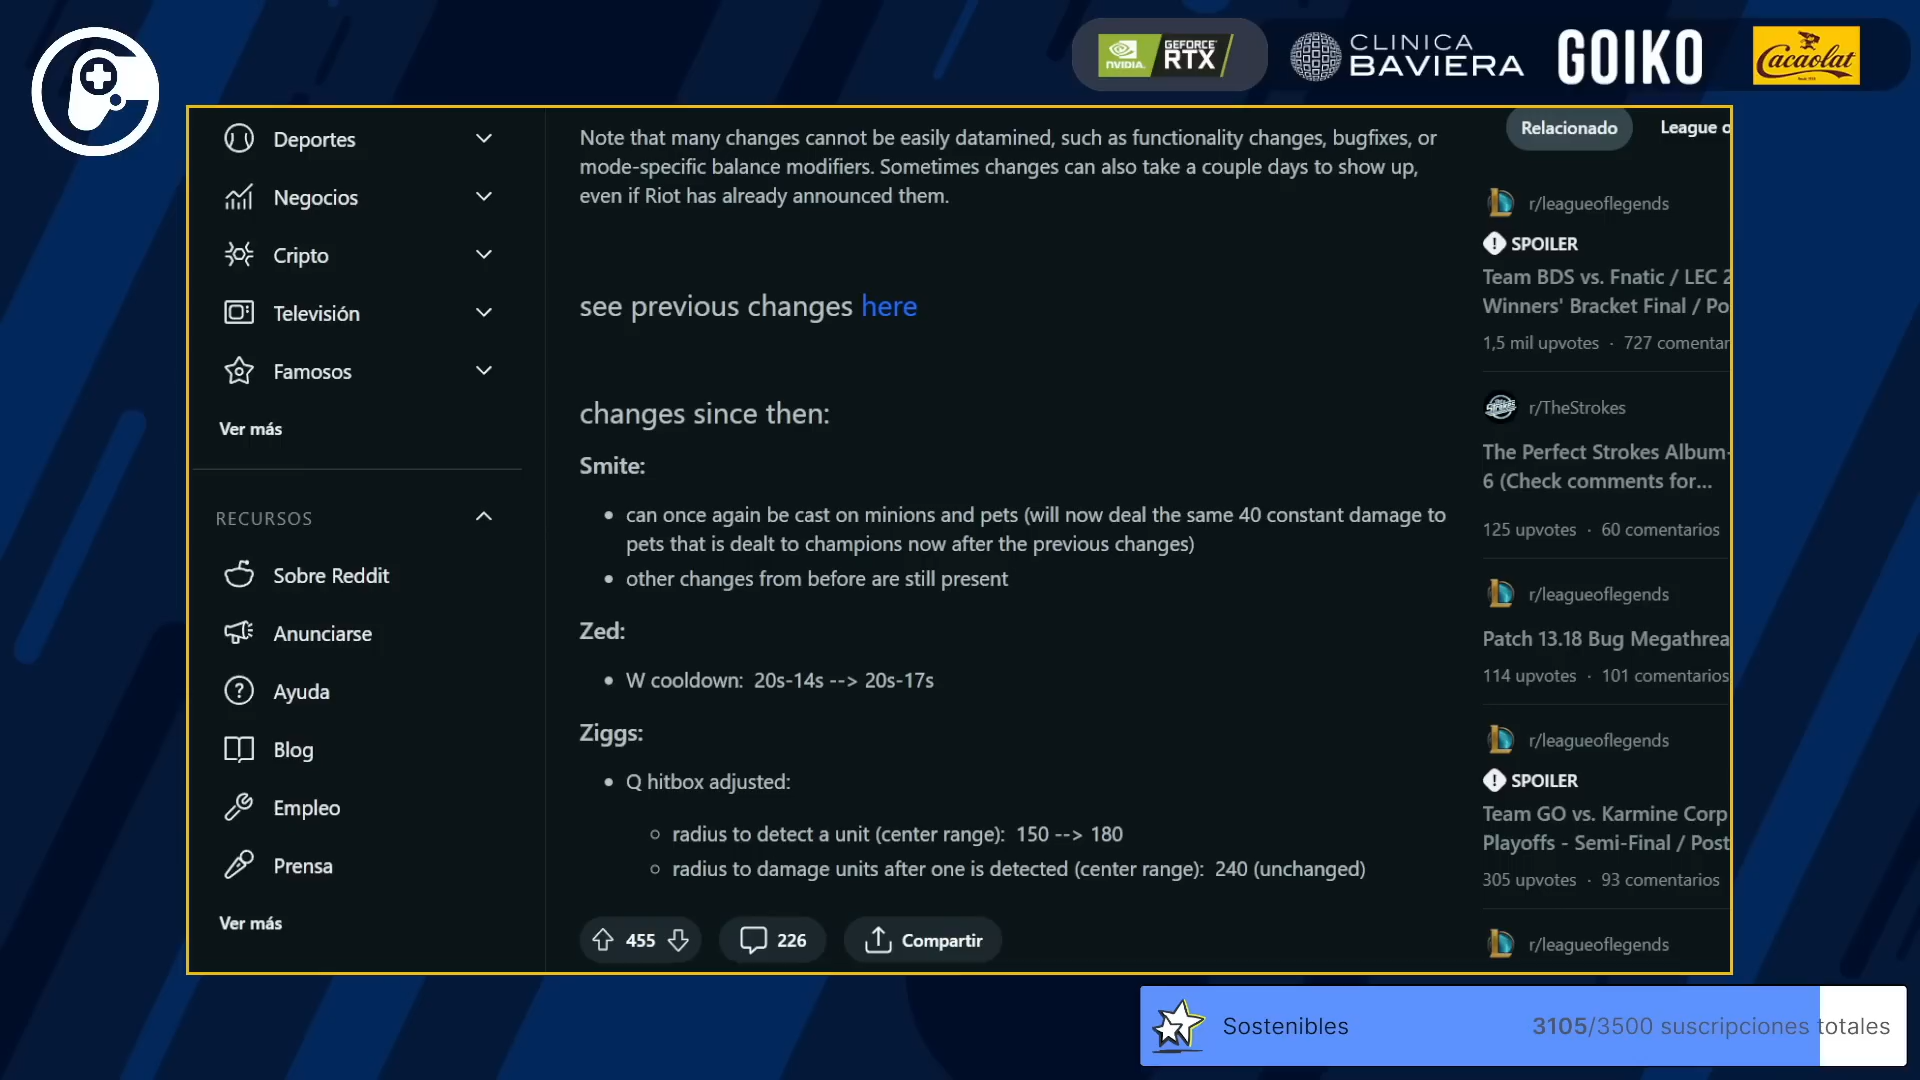 NVIDIA.
GEFORCE
RTX
CLINICA
BAVIERA
GOIKO
Cacaolat
Deportes
Negocios
Cripto
Televisión
Famosos
Ver más
RECURSOS
Sobre Reddit
Anunciarse
Ayuda
Blog
Empleo
Prensa
Ver más
Note that many changes cannot be easily datamined, such as functionality changes, bugfixes, or
mode-specific balance modifiers. Sometimes changes can also take a couple days to show up,
even if Riot has already announced them.
see previous changes here
changes since then:
Smite:
• can once again be cast on minions and pets (will now deal the same 40 constant damage to
pets that is dealt to champions now after the previous changes)
• other changes from before are still present
Zed:
• W cooldown: 20s-14s --> 20s-17s
Ziggs:
• Q hitbox adjusted:
○ radius to detect a unit (center range): 150 --> 180
○ radius to damage units after one is detected (center range): 240 (unchanged)
455
226
Compartir
Relacionado
League o
r/leagueoflegends
SPOILER
Team BDS vs. Fnatic / LEC 2
Winners' Bracket Final / Po
1,5 mil upvotes · 727 comentar
r/TheStrokes
The Perfect Strokes Album-
6 (Check comments for...
125 upvotes · 60 comentarios
r/leagueoflegends
Patch 13.18 Bug Megathrea
114 upvotes · 101 comentarios
r/leagueoflegends
SPOILER
Team GO vs. Karmine Corp
Playoffs - Semi-Final / Post
305 upvotes · 93 comentarios
r/leagueoflegends
Sostenibles
3105/3500 suscripciones totales